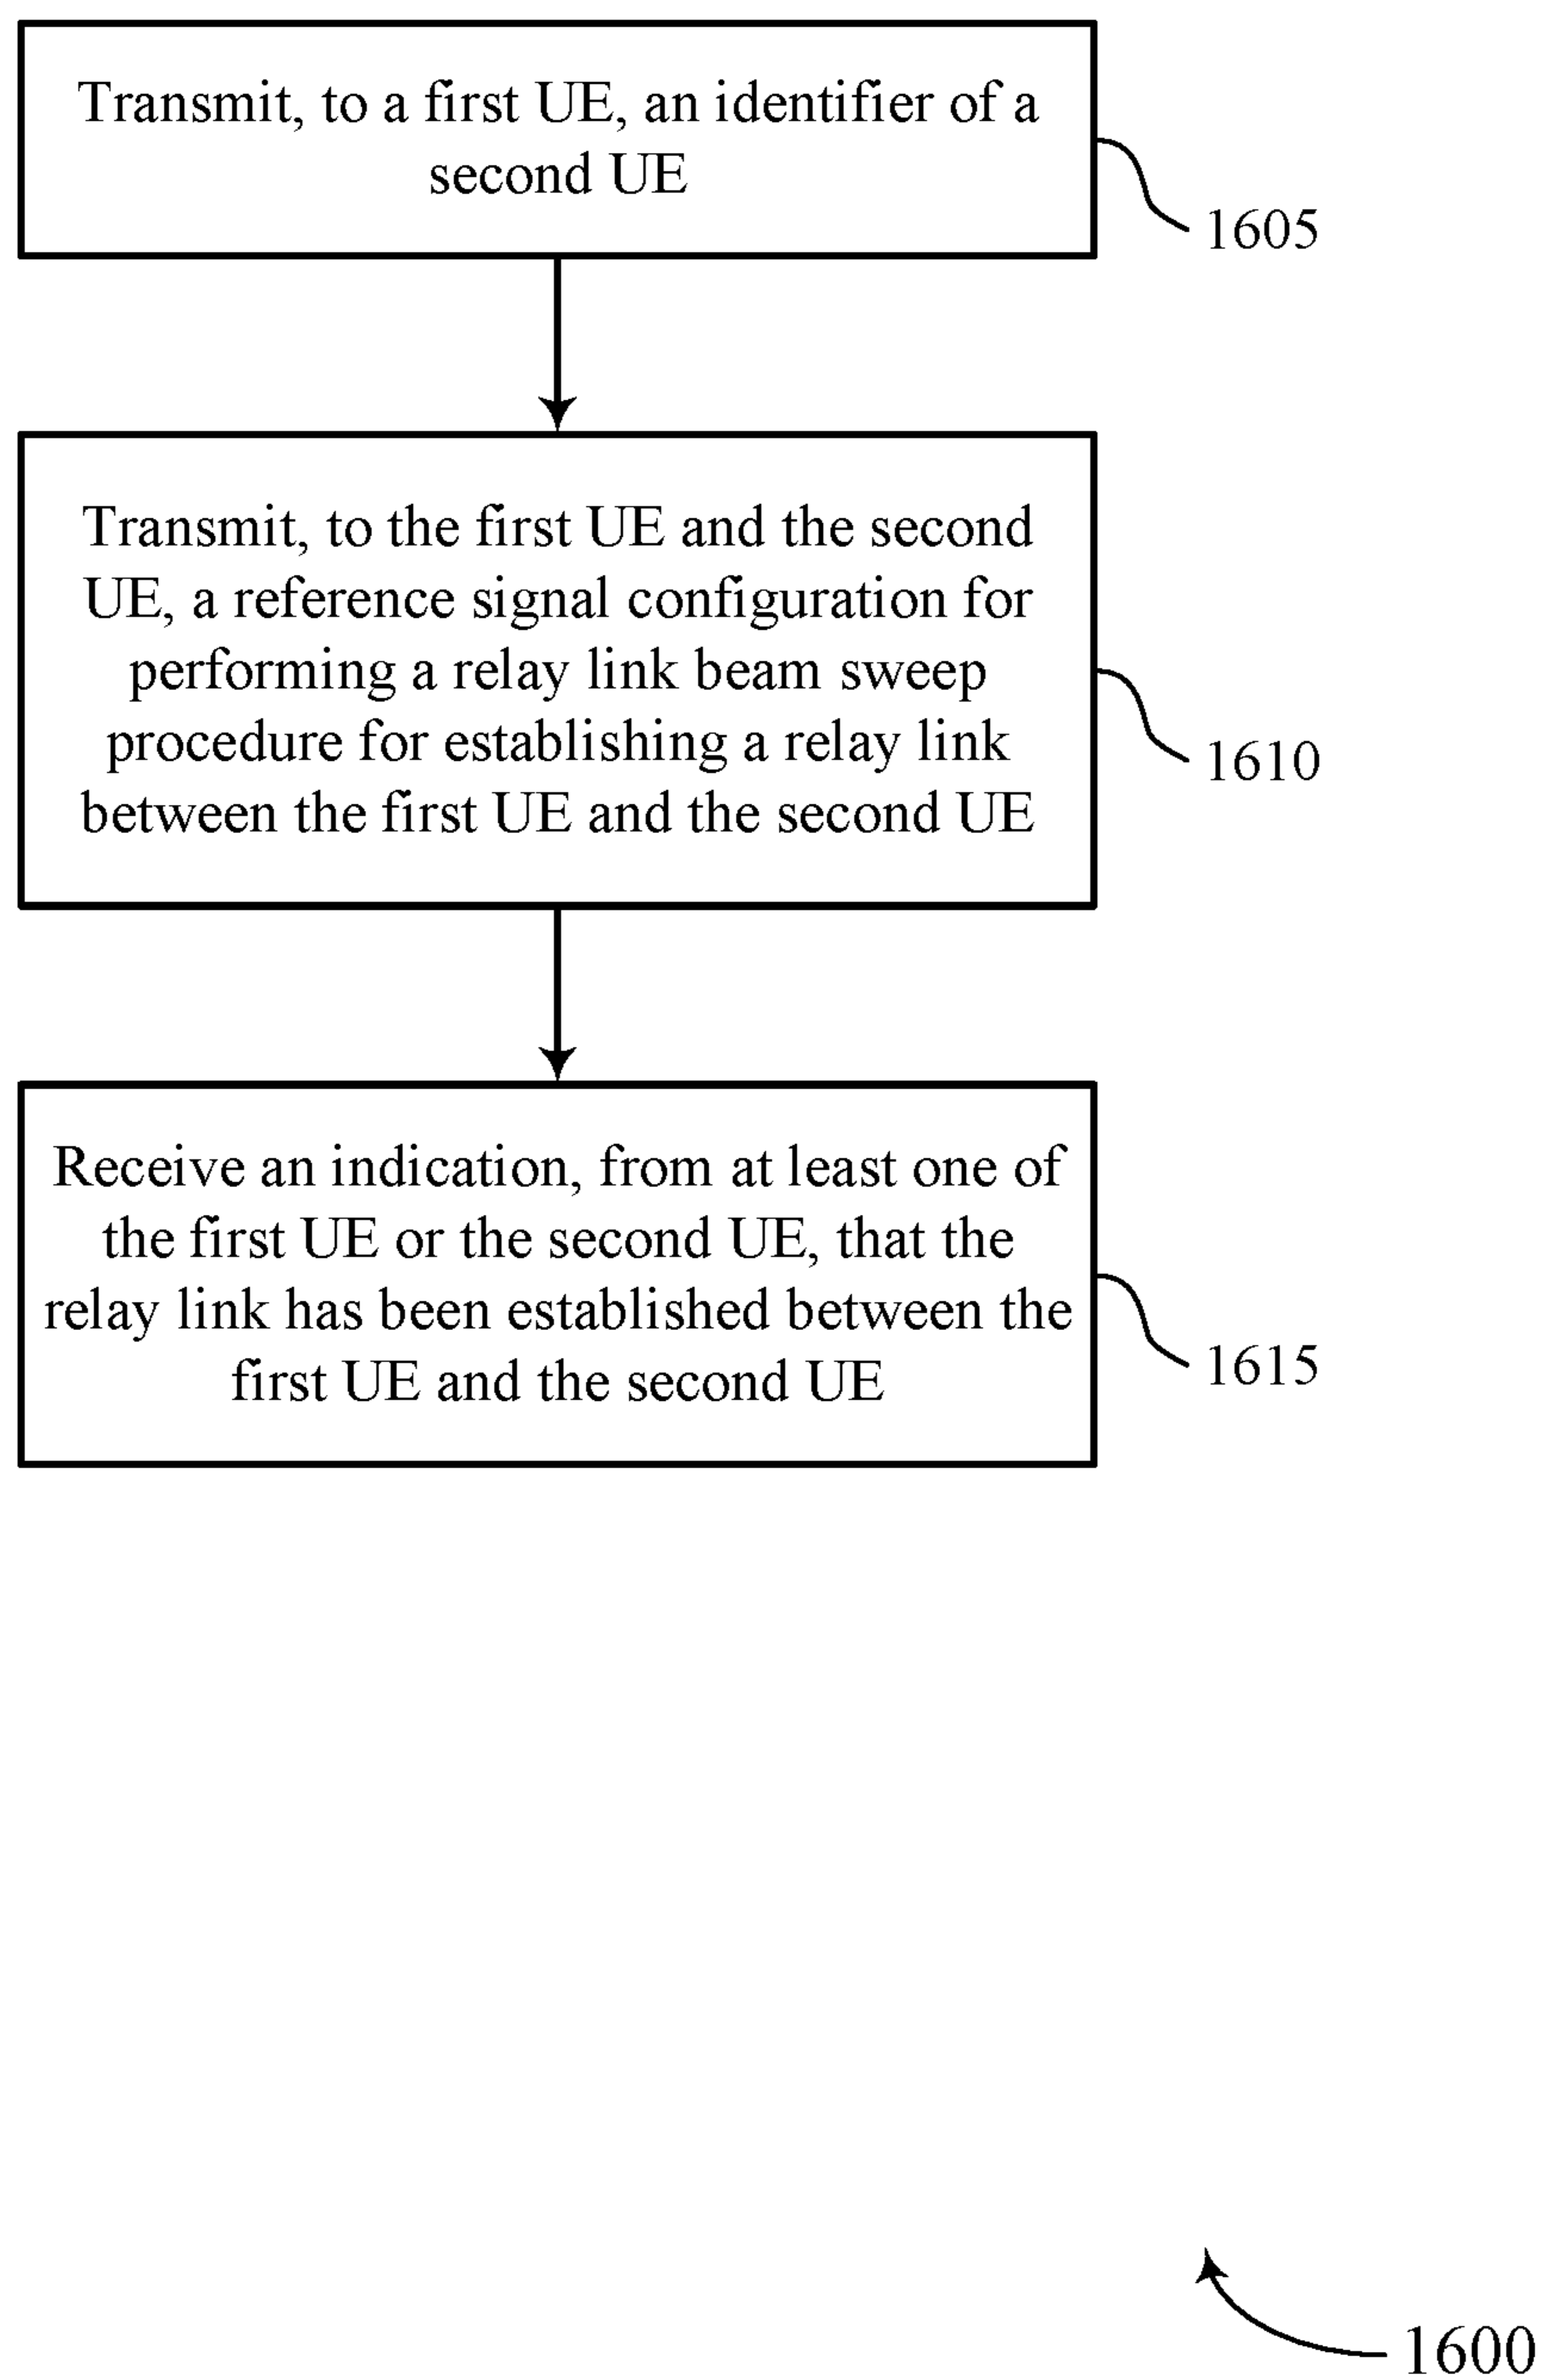 Transmit, to a first UE, an identifier of a
second UE
1605
Transmit, to the first UE and the second
UE, a reference signal configuration for
performing a relay link beam sweep
procedure for establishing a relay link
between the first UE and the second UE
1610
Receive an indication, from at least one of
the first UE or the second UE, that the
relay link has been established between the
first UE and the second UE
1615
1600